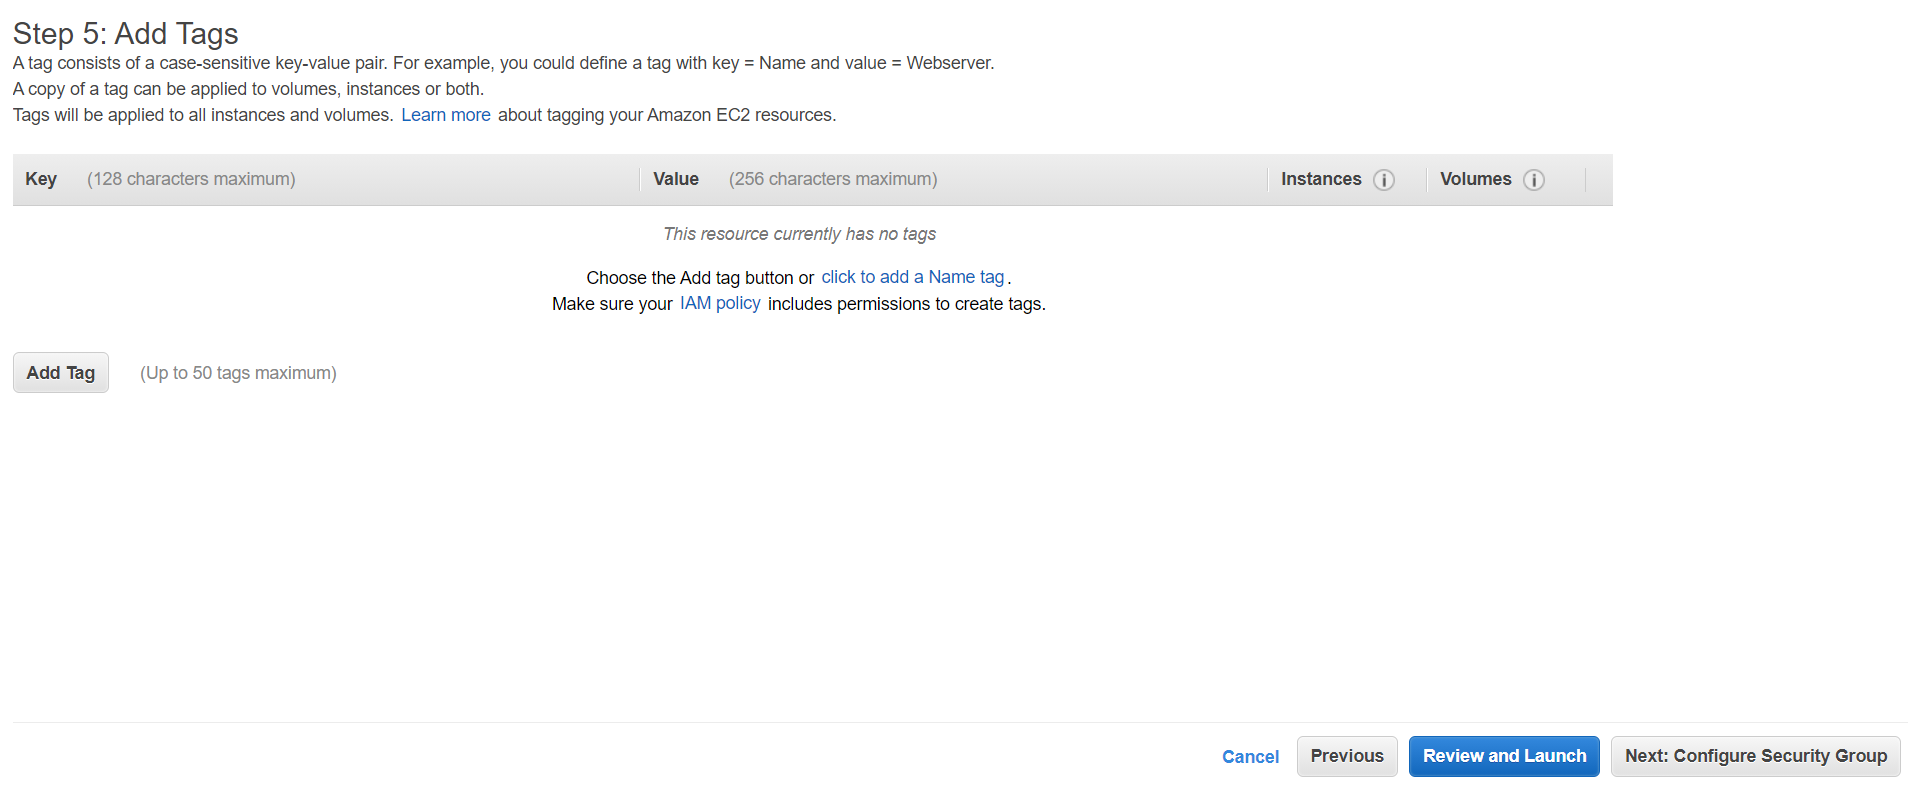 Step 5: Add Tags
A tag consists of a case-sensitive key-value pair. For example, you could define a tag with key = Name and value = Webserver.
A copy of a tag can be applied to volumes, instances or both.
Tags will be applied to all instances and volumes. Learn more about tagging your Amazon EC2 resources.
Key (128 characters maximum) Value (256 characters maximum) Instances Volumes
This resource currently has no tags
Choose the Add tag button or click to add a Name tag.
Make sure your IAM policy includes permissions to create tags.
Add Tag (Up to 50 tags maximum)
Cancel Previous Review and Launch Next: Configure Security Group